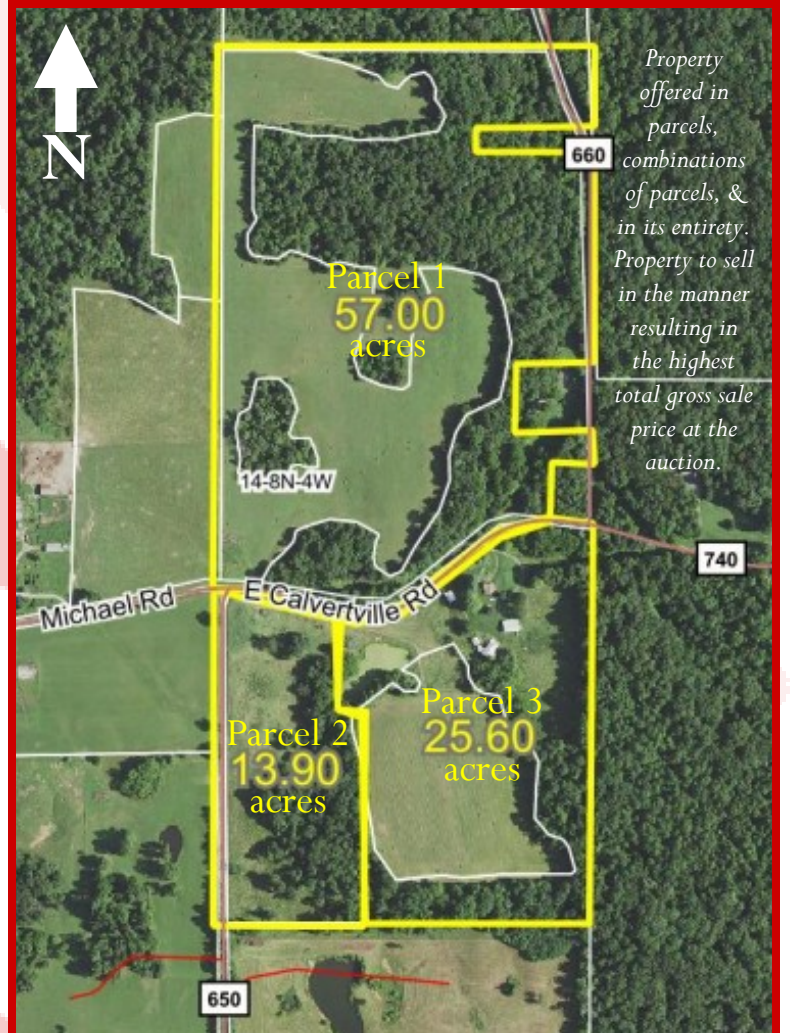 N
Property
offered in
parcels,
combinations
of parcels, &
in its entirety.
Property to sell
in the manner
resulting in
the highest
total gross sale
price at the
auction.
660
Parcel 1
57.00
acres
14-8N-4W
740
Michael Rd
E Calvertville Rd
Parcel 2
13.90
acres
Parcel 3
25.60
acres
650